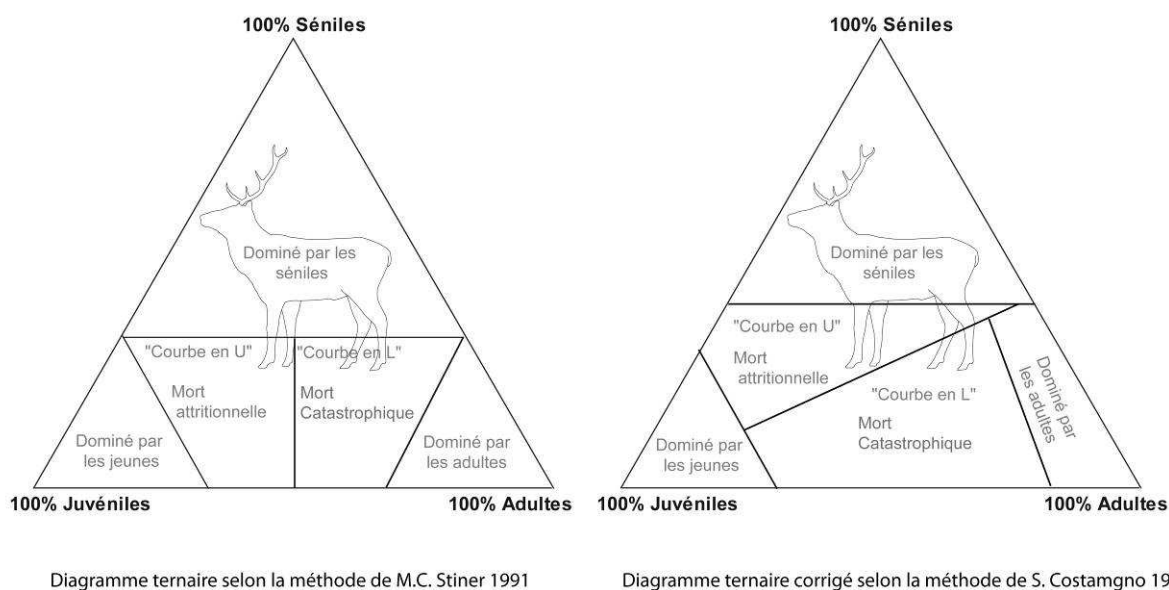 100% Séniles
Dominé par les
séniles
"Courbe en U"
"Courbe en L"
Mort
attritionnelle
Mort
Catastrophique
Dominé par
les jeunes
Dominé par
les adultes
100% Juvéniles
100% Adultes
Diagramme ternaire selon la méthode de M.C. Stiner 1991
100% Séniles
Dominé par les
séniles
"Courbe en U"
Mort
attritionnelle
"Courbe en L"
Mort
Catastrophique
Dominé par
les adultes
Dominé par
les jeunes
100% Juvéniles
100% Adultes
Diagramme ternaire corrigé selon la méthode de S. Costamgno 19